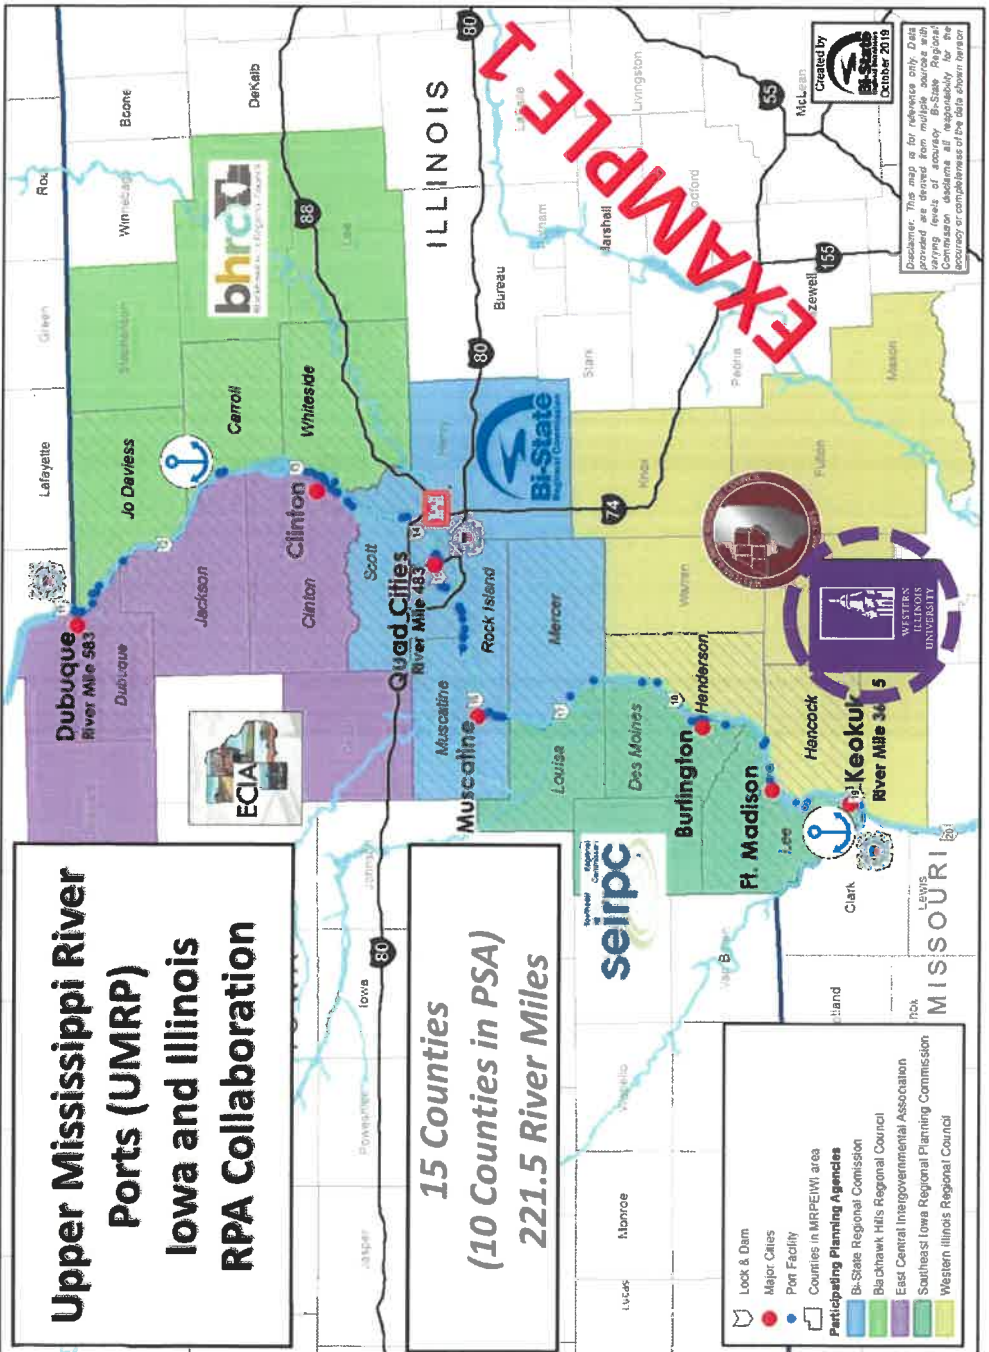 Upper Mississippi River
Ports (UMRP)
Iowa and Illinois
RPA Collaboration
15 Counties
(10 Counties in PSA)
221.5 River Miles
EXAMPLE 1
ILLINOIS
MISSOURI
Lafayette
Green
Boone
DeKalb
Jo Daviess
Carroll
Whiteside
Lee
bhrc
Dubuque
River Mile 583
Dubuque
Jackson
Clinton
Clinton
Scott
Quad Cities
River Mile 483
Rock Island
Mercer
Muscatine
Muscatine
Louisa
Des Moines
Burlington
Henderson
Ft. Madison
Lee
Hancock
Keokuk
River Mile 36 5
ECIA
seirpc
Bi-State
Regional Commission
WESTERN
ILLINOIS
UNIVERSITY
Bureau
Stark
Knox
Warren
Peoria
Fulton
Mason
Livingston
McLean
Marshall
zewell
Clark
Lewis
Iowa
Jasper
Monroe
Lucas
88
80
80
80
74
55
155
14
17
18
Lock & Dam
Major Cities
Port Facility
Counties in MRPEIWI area
Participating Planning Agencies
Bi-State Regional Comission
Blackhawk Hills Regional Council
East Central Intergovernmental Association
Southeast Iowa Regional Planning Commission
Western Illinois Regional Council
Created by
Bi-State
October 2019
Disclaimer: This map is for reference only. Data
provided are derived from multiple sources with
varying levels of accuracy. Bi-State Regional
Commission disclaims all responsibility for the
accuracy or completeness of the data shown hereon